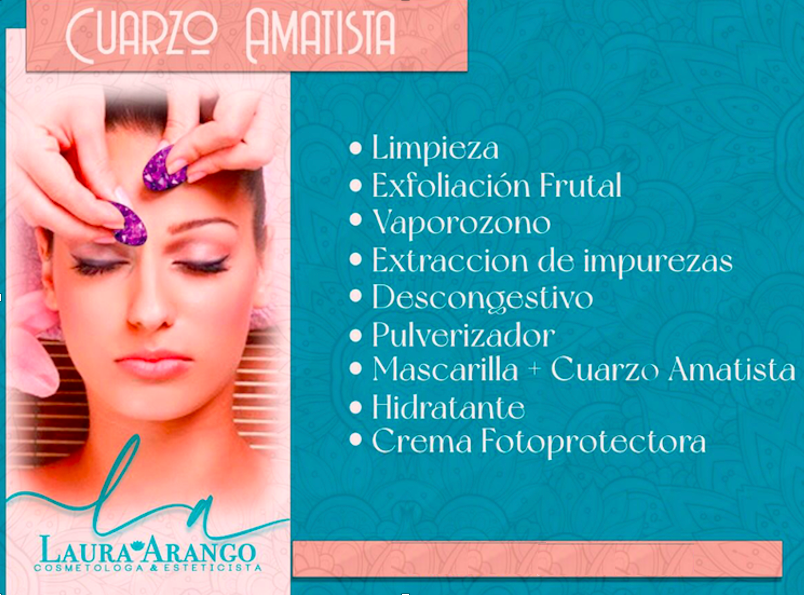 Cuarzo Amatista
• Limpieza
• Exfoliación Frutal
• Vaporozono
• Extraccion de impurezas
• Descongestivo
• Pulverizador
• Mascarilla + Cuarzo Amatista
• Hidratante
• Crema Fotoprotectora
la
Laura Arango
COSMETOLOGA & ESTETICISTA